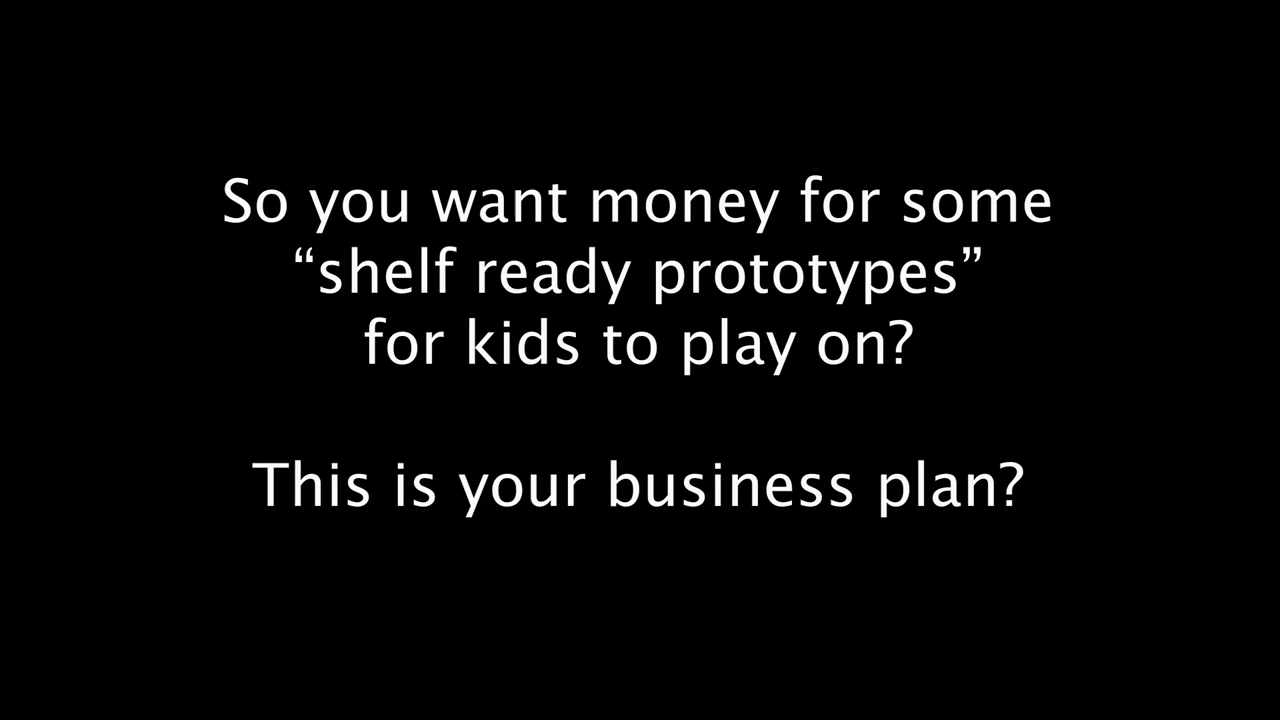 So you want money for some
“shelf ready prototypes”
for kids to play on?
This is your business plan?